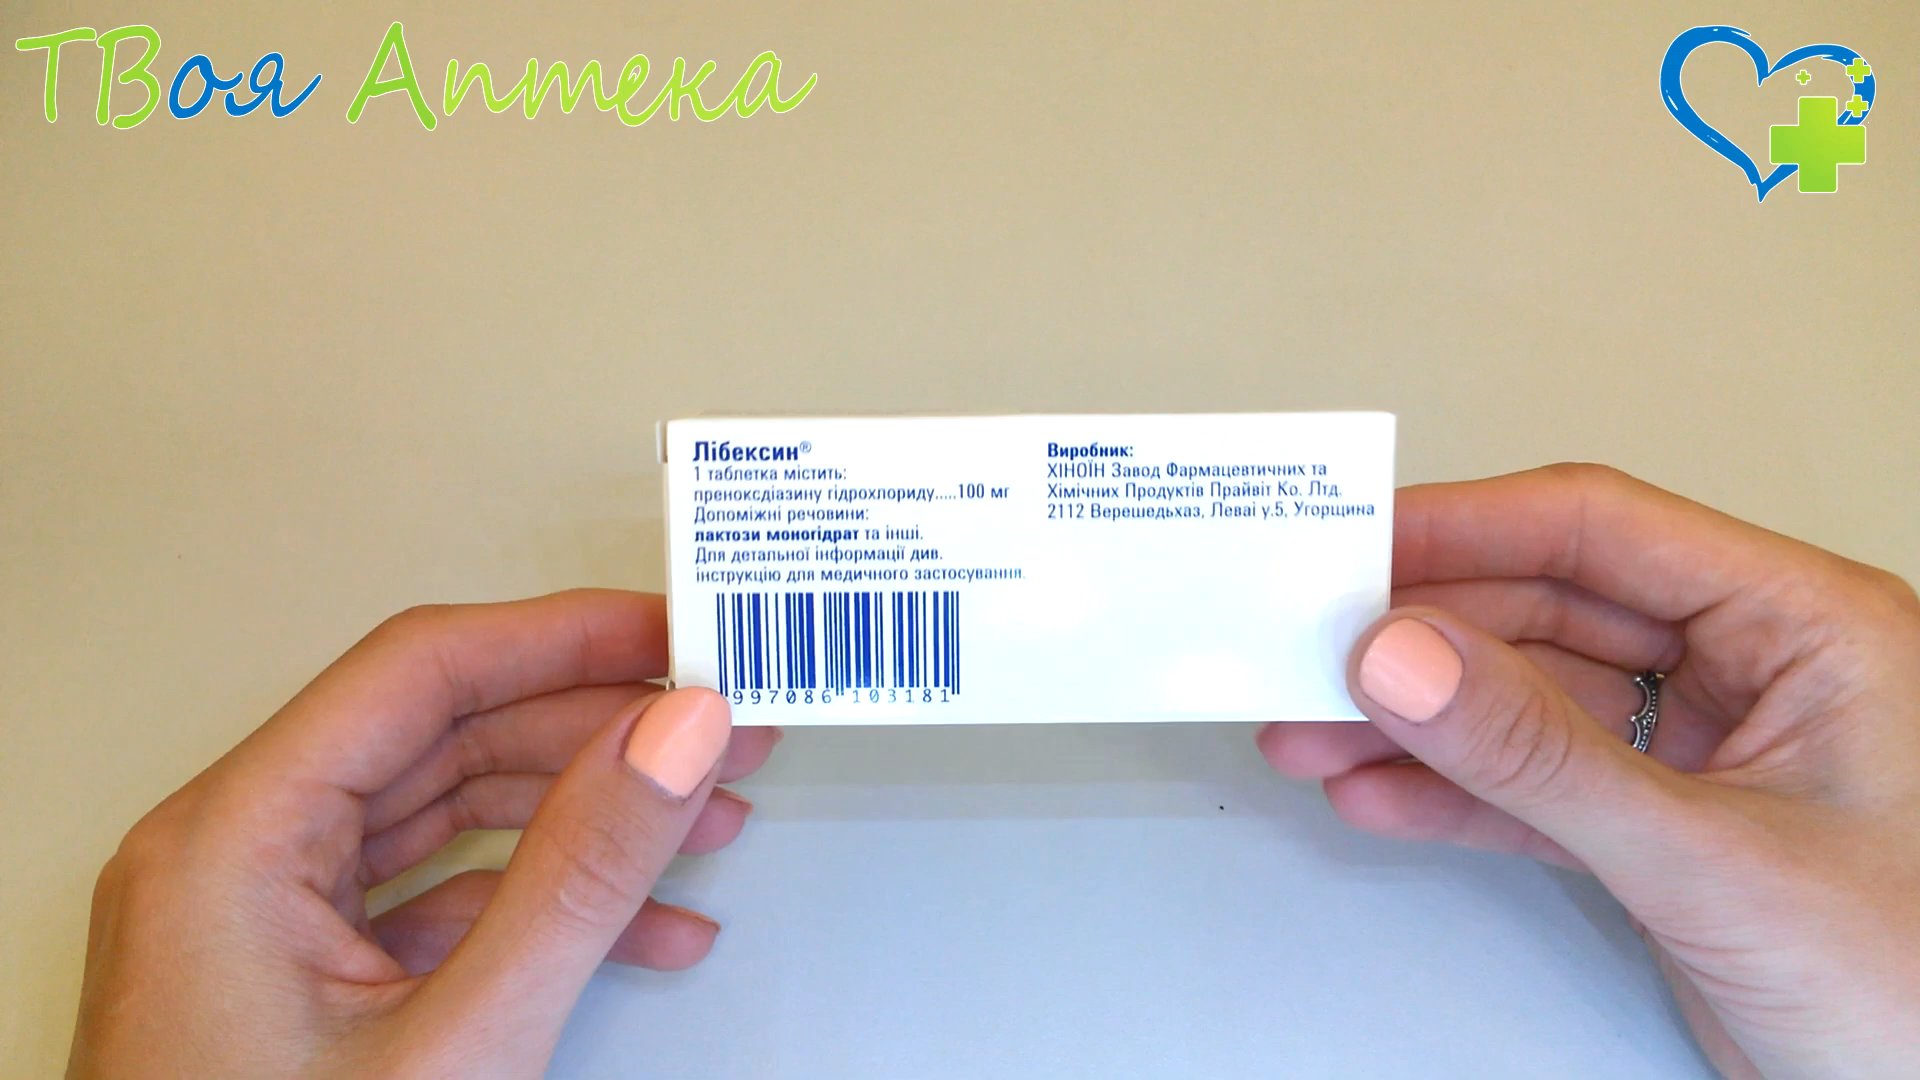 ТВоя Аптека
Лібексин®
1 таблетка містить:
преноксдіазину гідрохлориду.....100 мг
Допоміжні речовини:
лактози моногідрат та інші.
Для детальної інформації див.
інструкцію для медичного застосування.
997086 103181
Виробник:
ХІНОЇН Завод Фармацевтичних та
Хімічних Продуктів Прайвіт Ко. Лтд.
2112 Верешедьхаз, Леваі у.5, Угорщина